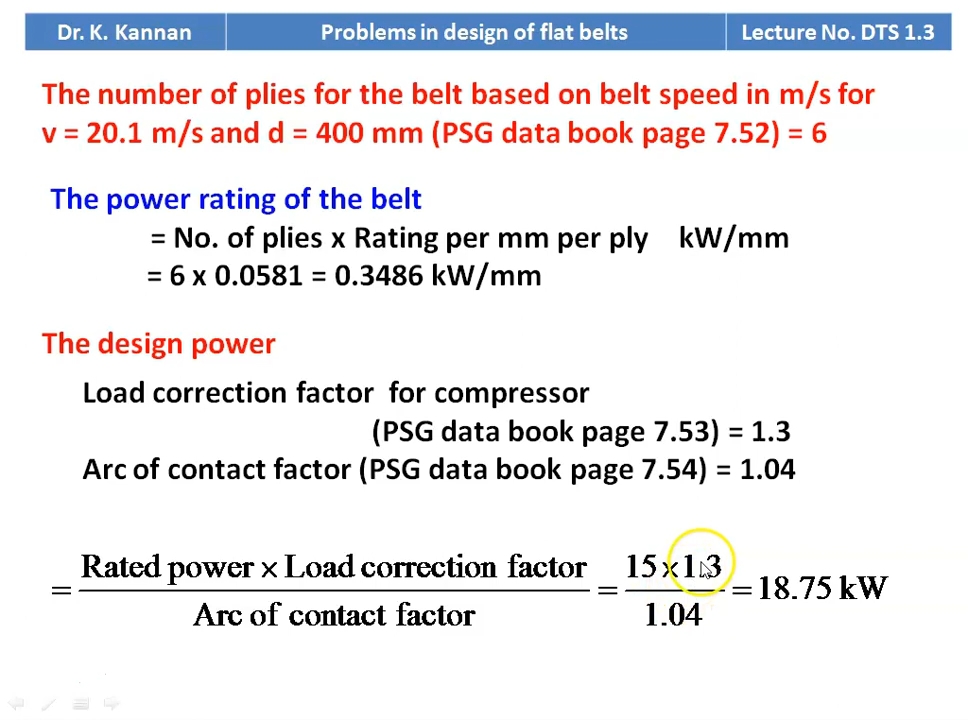 Dr. K. Kannan Problems in design of flat belts Lecture No. DTS 1.3
The number of plies for the belt based on belt speed in m/s for
v = 20.1 m/s and d = 400 mm (PSG data book page 7.52) = 6
The power rating of the belt
= No. of plies x Rating per mm per ply kW/mm
= 6 x 0.0581 = 0.3486 kW/mm
The design power
Load correction factor for compressor
(PSG data book page 7.53) = 1.3
Arc of contact factor (PSG data book page 7.54) = 1.04
= Rated power × Load correction factor / Arc of contact factor = 15 × 1.3 / 1.04 = 18.75 kW